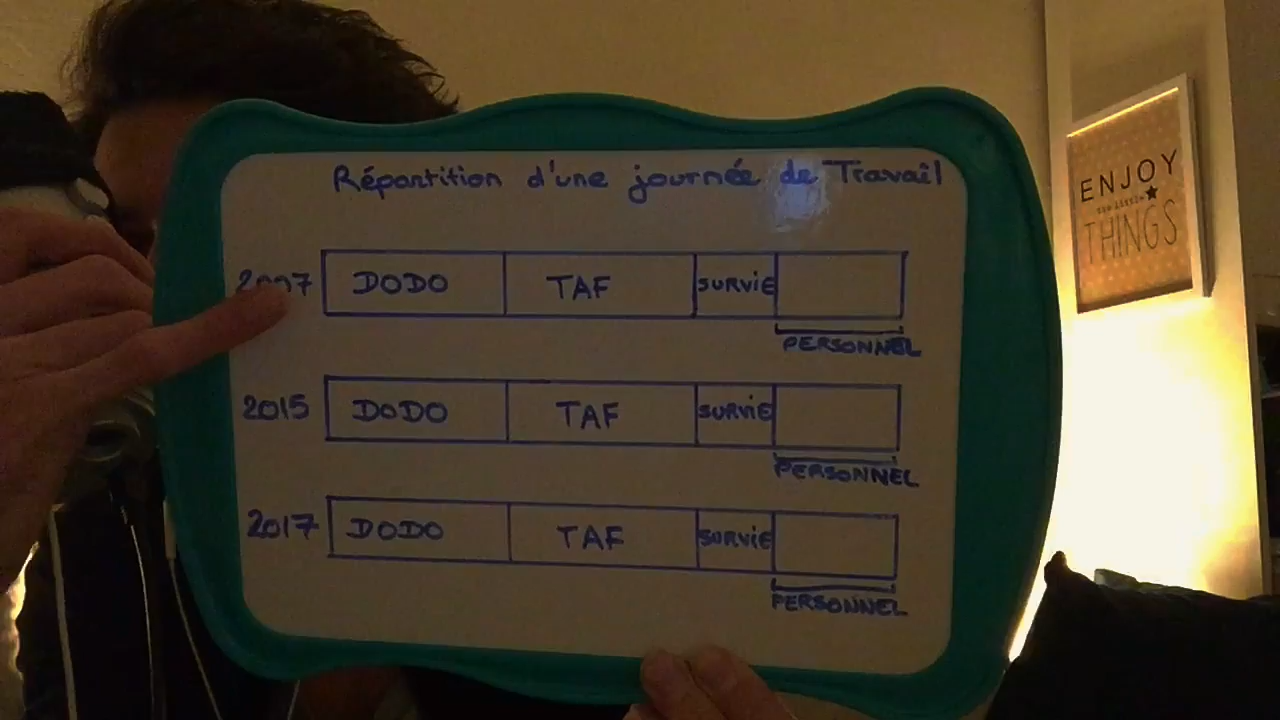 Répartition d'une journée de Travail
2007 DODO TAF SURVIE
PERSONNEL
2015 DODO TAF SURVIE
PERSONNEL
2017 DODO TAF SURVIE
PERSONNEL
ENJOY
THINGS